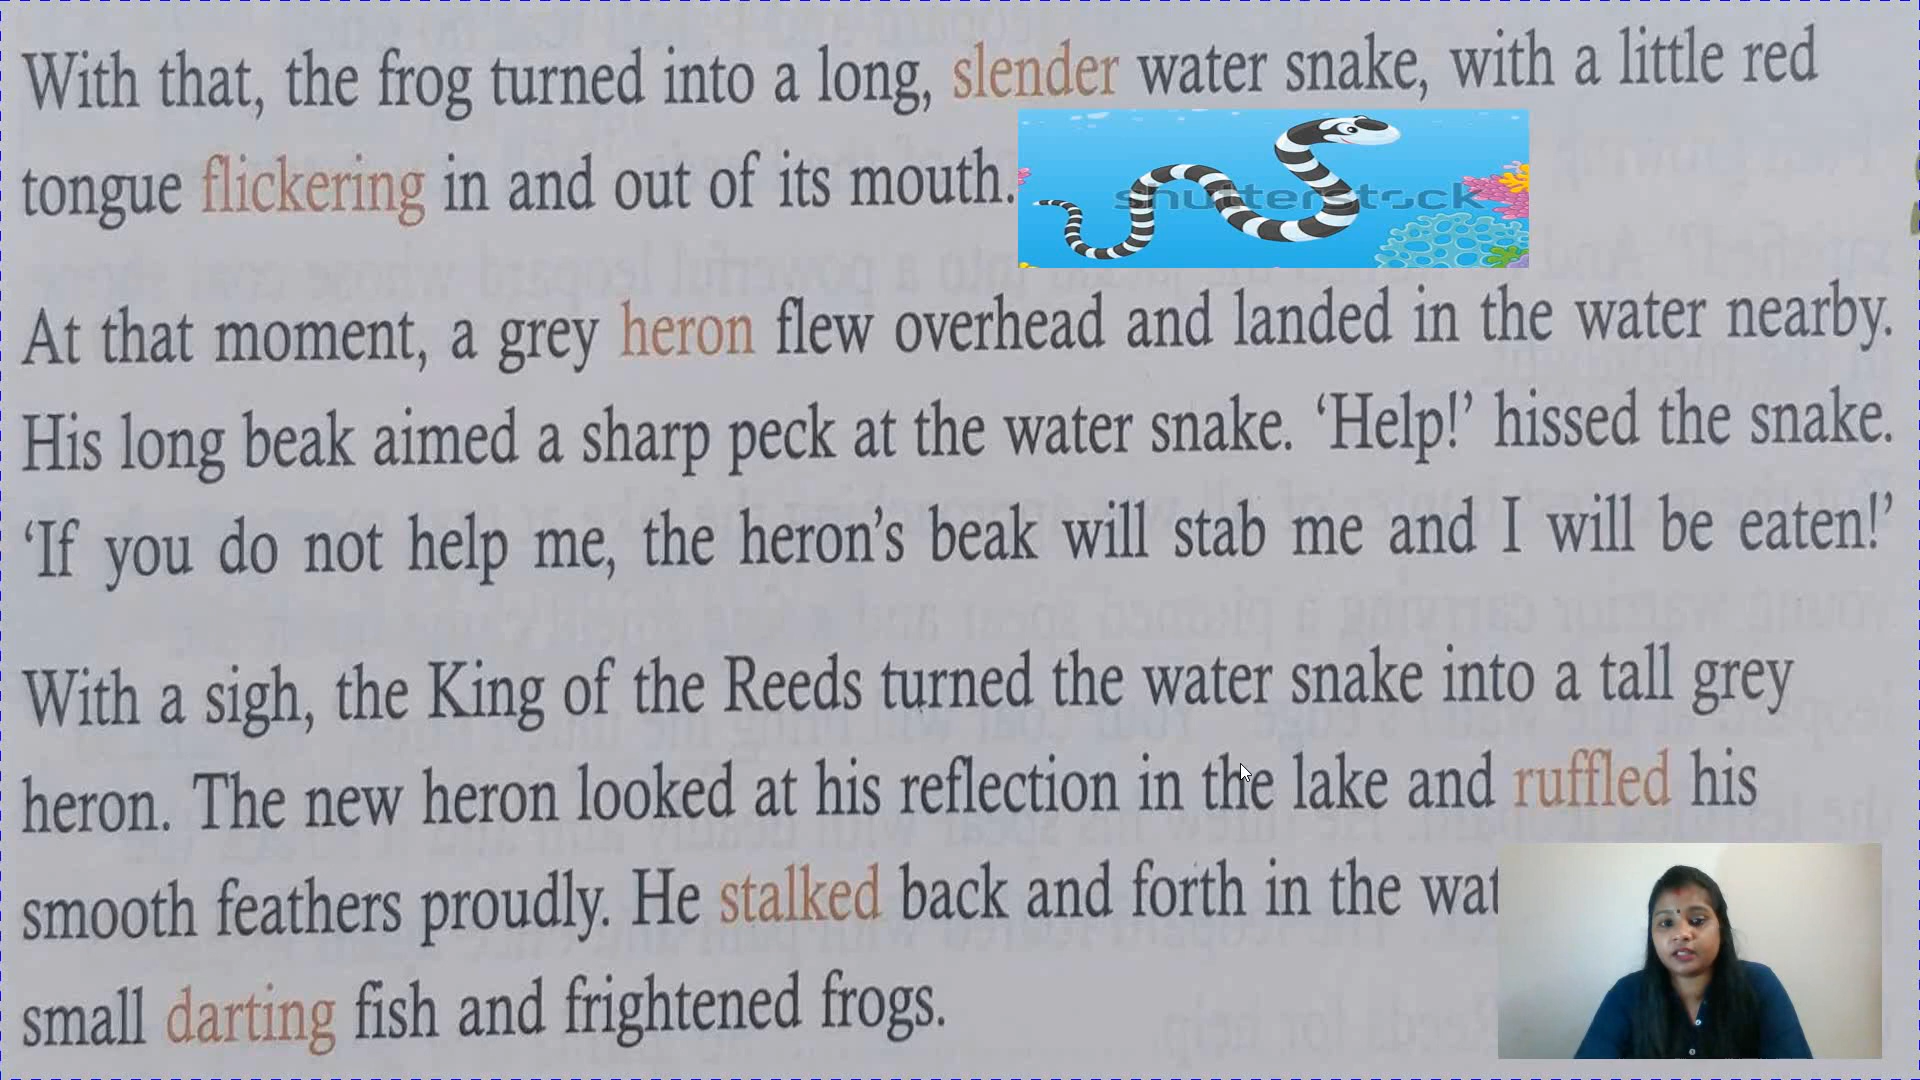 With that, the frog turned into a long, slender water snake, with a little red
tongue flickering in and out of its mouth.
shutterstock
At that moment, a grey heron flew overhead and landed in the water nearby.
His long beak aimed a sharp peck at the water snake. ‘Help!’ hissed the snake.
‘If you do not help me, the heron’s beak will stab me and I will be eaten!’
With a sigh, the King of the Reeds turned the water snake into a tall grey
heron. The new heron looked at his reflection in the lake and ruffled his
smooth feathers proudly. He stalked back and forth in the
small darting fish and frightened frogs.